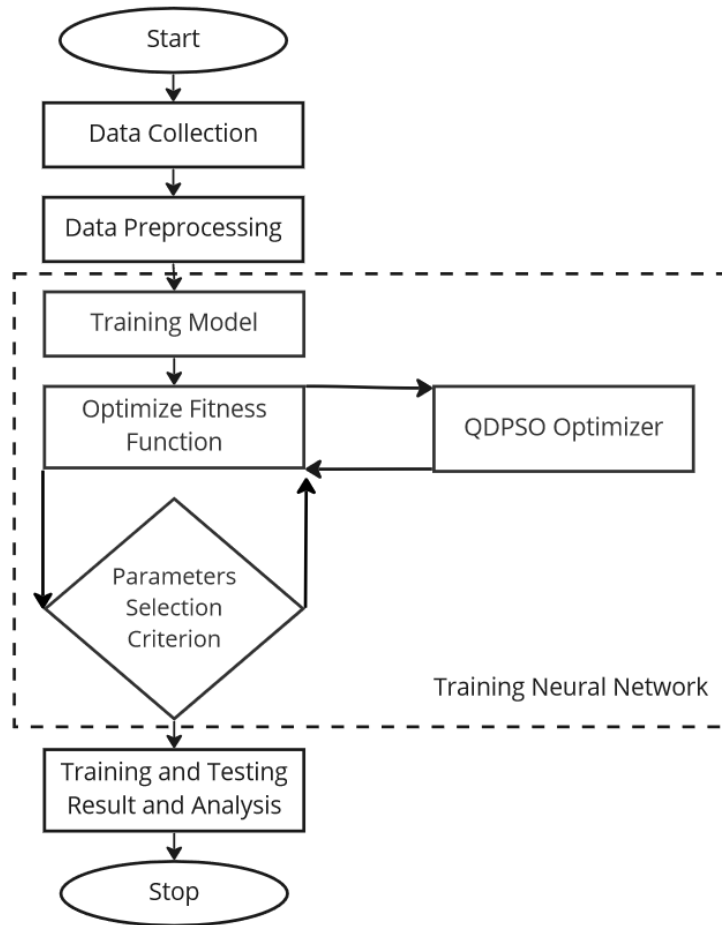 Start
Data Collection
Data Preprocessing
Training Model
Optimize Fitness
Function
QDPSO Optimizer
Parameters
Selection
Criterion
Training Neural Network
Training and Testing
Result and Analysis
Stop